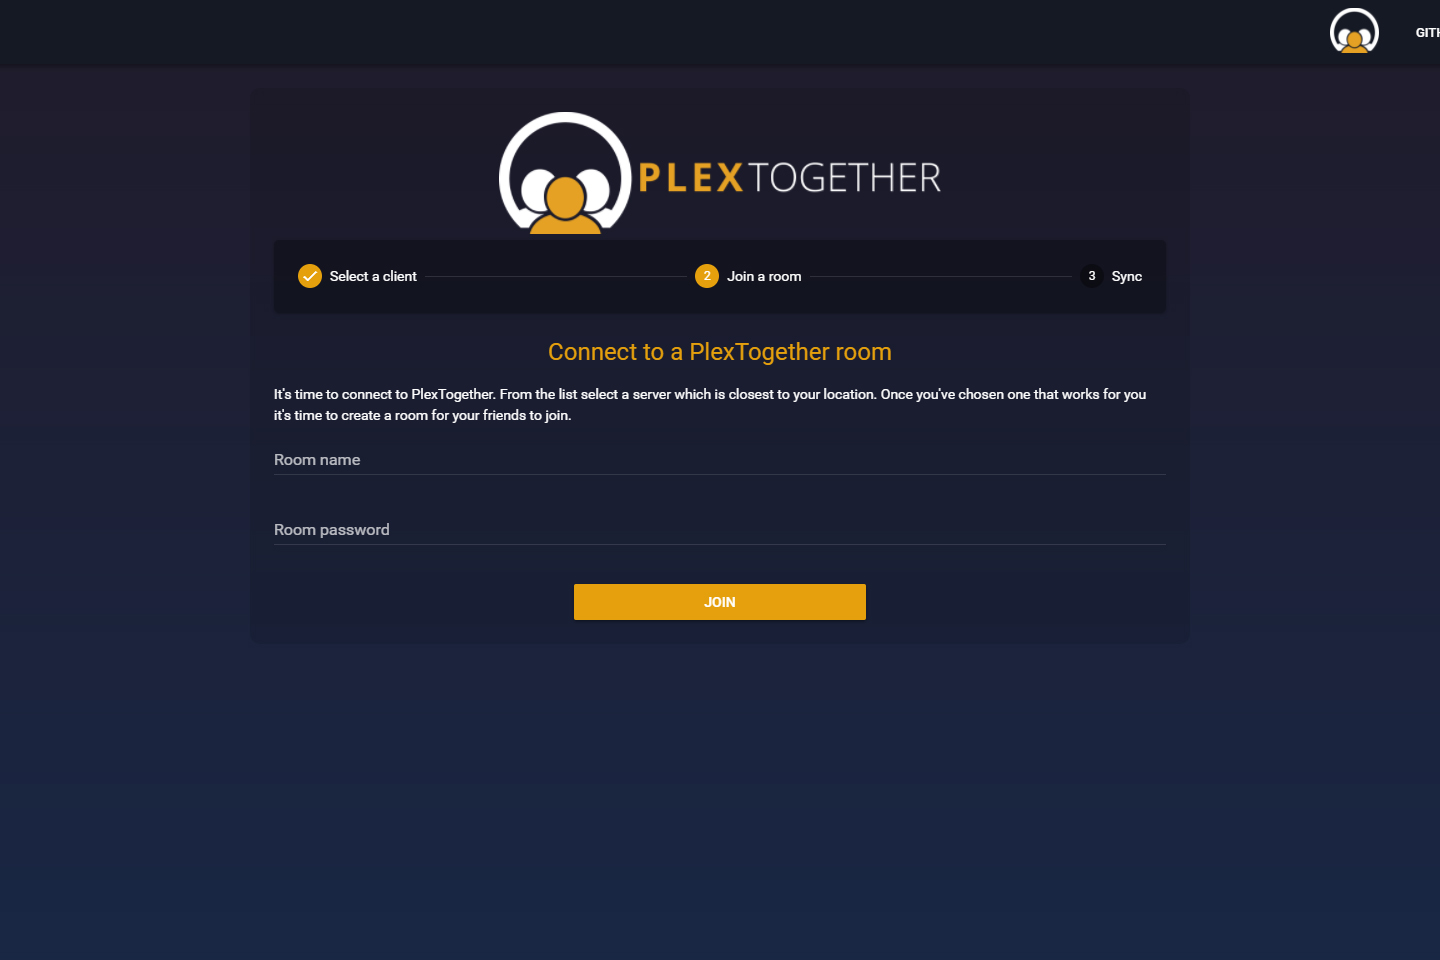 GITH
PLEXTOGETHER
Select a client
2 Join a room
3 Sync
Connect to a PlexTogether room
It's time to connect to PlexTogether. From the list select a server which is closest to your location. Once you've chosen one that works for you
it's time to create a room for your friends to join.
Room name
Room password
JOIN